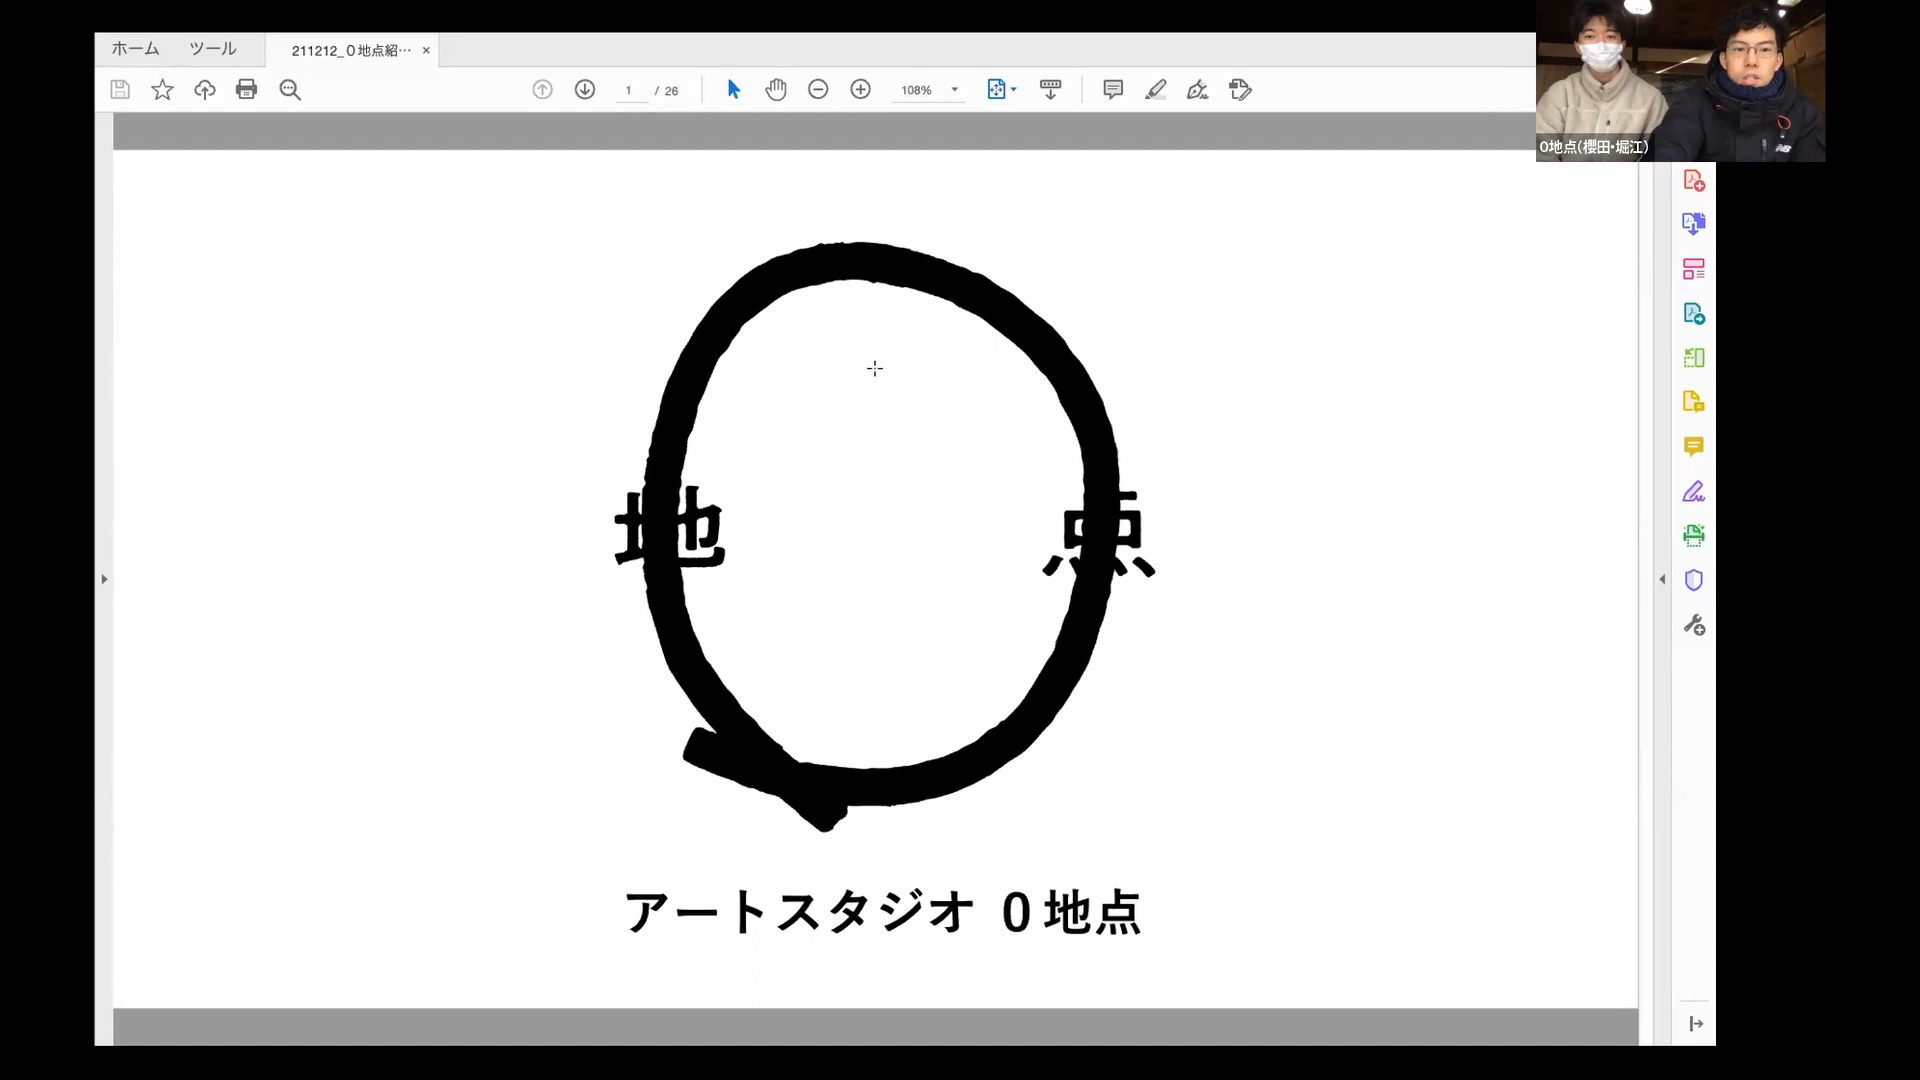 ホーム ツール 211212_０地点紹… ×
1 / 26 108%
0地点(櫻田・堀江)
地 点
アートスタジオ ０地点